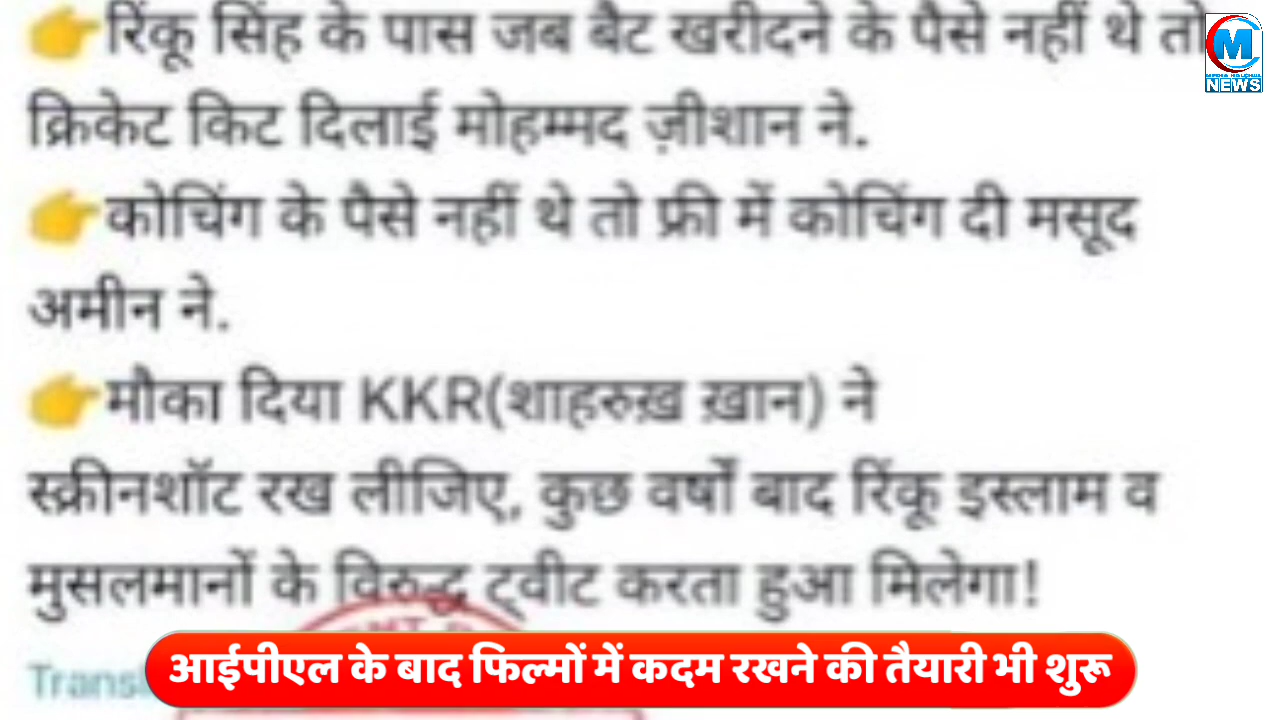 👉रिंकू सिंह के पास जब बैट खरीदने के पैसे नहीं थे तो
क्रिकेट किट दिलाई मोहम्मद ज़ीशान ने.
👉कोचिंग के पैसे नहीं थे तो फ्री में कोचिंग दी मसूद
अमीन ने.
👉मौका दिया KKR(शाहरुख़ ख़ान) ने
स्क्रीनशॉट रख लीजिए, कुछ वर्षों बाद रिंकू इस्लाम व
मुसलमानों के विरुद्ध ट्वीट करता हुआ मिलेगा!
आईपीएल के बाद फिल्मों में कदम रखने की तैयारी भी शुरू
MC
NEWS